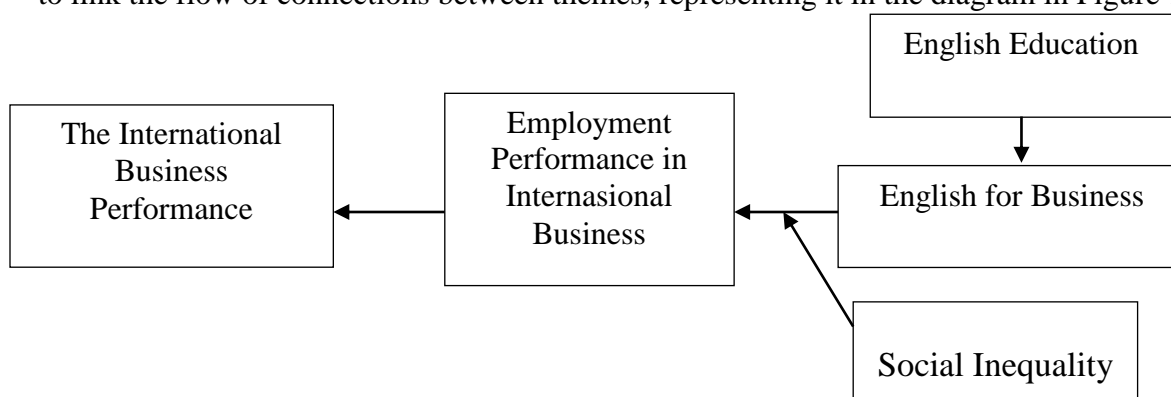 to link the flow of connections between themes, representing it in the diagram in Figure
English Education
The International
Business
Performance
Employment
Performance in
Internasional
Business
English for Business
Social Inequality